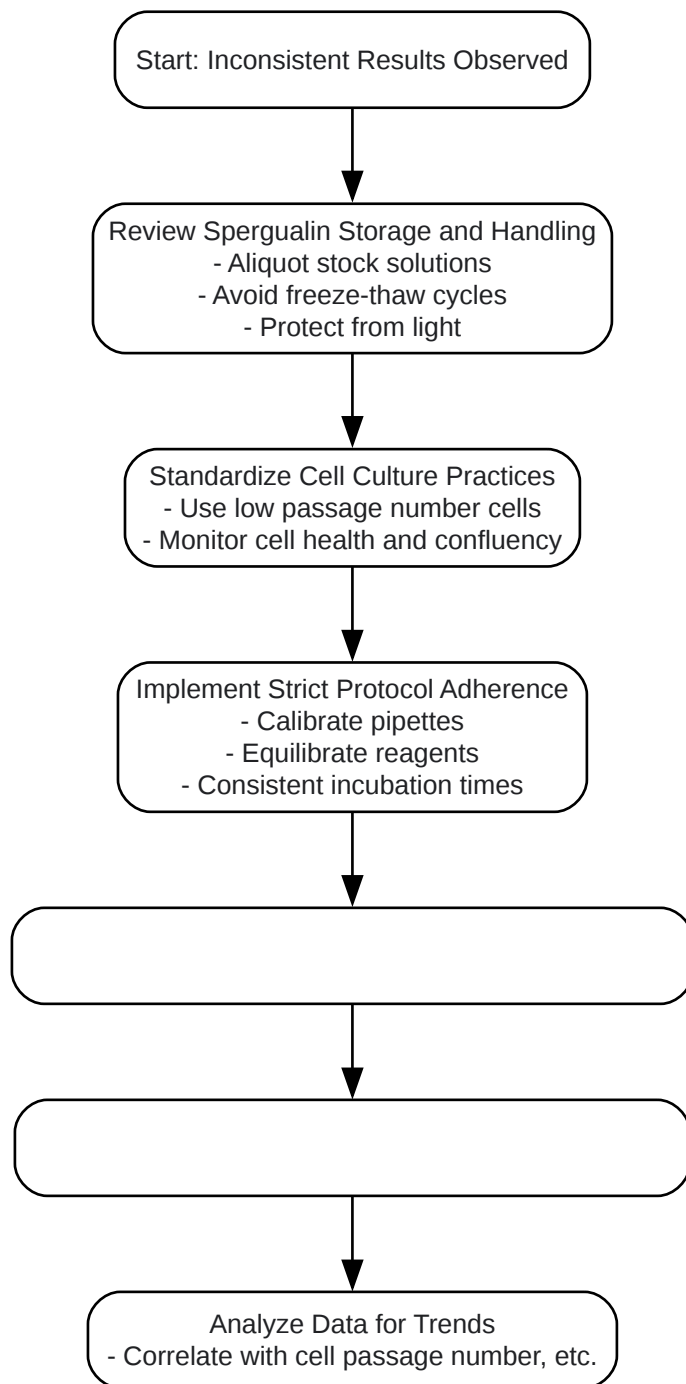 Start: Inconsistent Results Observed
Review Spergualin Storage and Handling
- Aliquot stock solutions
- Avoid freeze-thaw cycles
- Protect from light
Standardize Cell Culture Practices
- Use low passage number cells
- Monitor cell health and confluency
Implement Strict Protocol Adherence
- Calibrate pipettes
- Equilibrate reagents
- Consistent incubation times
Analyze Data for Trends
- Correlate with cell passage number, etc.